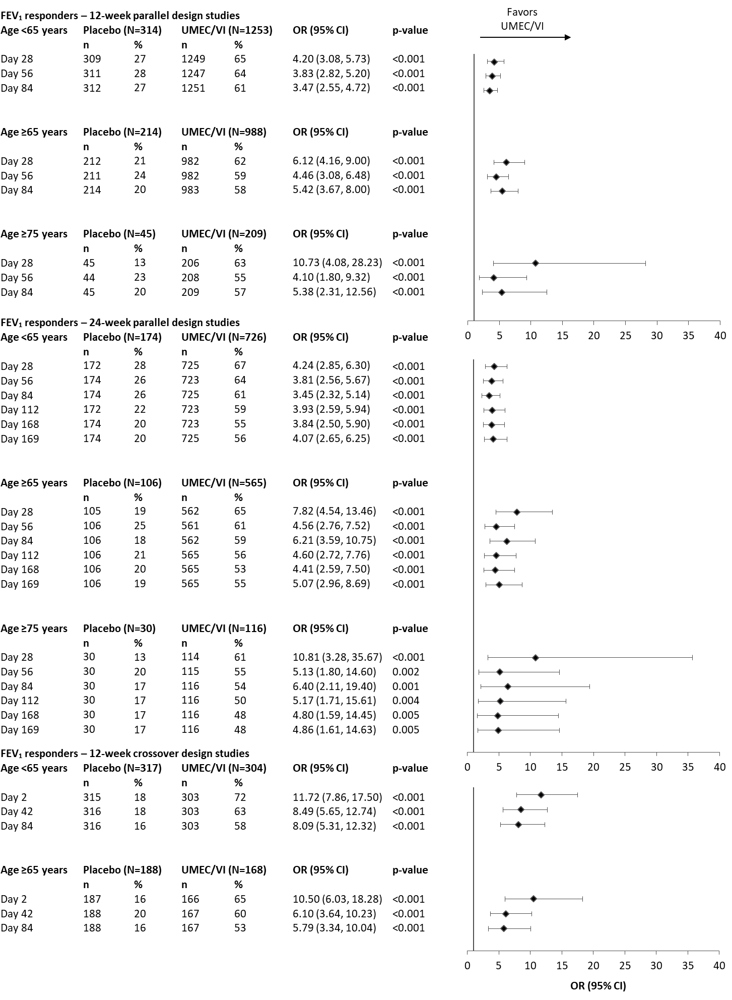 Favors
UMEC/VI
FEV₁ responders – 12-week parallel design studies
Age <65 years Placebo (N=314) UMEC/VI (N=1253) OR (95% CI) p-value
n % n %
Day 28 309 27 1249 65 4.20 (3.08, 5.73) <0.001
Day 56 311 28 1247 64 3.83 (2.82, 5.20) <0.001
Day 84 312 27 1251 61 3.47 (2.55, 4.72) <0.001
Age ≥65 years Placebo (N=214) UMEC/VI (N=988) OR (95% CI) p-value
n % n %
Day 28 212 21 982 62 6.12 (4.16, 9.00) <0.001
Day 56 211 24 982 59 4.46 (3.08, 6.48) <0.001
Day 84 214 20 983 58 5.42 (3.67, 8.00) <0.001
Age ≥75 years Placebo (N=45) UMEC/VI (N=209) OR (95% CI) p-value
n % n %
Day 28 45 13 206 63 10.73 (4.08, 28.23) <0.001
Day 56 44 23 208 55 4.10 (1.80, 9.32) <0.001
Day 84 45 20 209 57 5.38 (2.31, 12.56) <0.001
0 5 10 15 20 25 30 35 40
FEV₁ responders – 24-week parallel design studies
Age <65 years Placebo (N=174) UMEC/VI (N=726) OR (95% CI) p-value
n % n %
Day 28 172 28 725 67 4.24 (2.85, 6.30) <0.001
Day 56 174 26 723 64 3.81 (2.56, 5.67) <0.001
Day 84 174 26 725 61 3.45 (2.32, 5.14) <0.001
Day 112 172 22 723 59 3.93 (2.59, 5.94) <0.001
Day 168 174 20 723 55 3.84 (2.50, 5.90) <0.001
Day 169 174 20 725 56 4.07 (2.65, 6.25) <0.001
Age ≥65 years Placebo (N=106) UMEC/VI (N=565) OR (95% CI) p-value
n % n %
Day 28 105 19 562 65 7.82 (4.54, 13.46) <0.001
Day 56 106 25 561 61 4.56 (2.76, 7.52) <0.001
Day 84 106 18 562 59 6.21 (3.59, 10.75) <0.001
Day 112 106 21 565 56 4.60 (2.72, 7.76) <0.001
Day 168 106 20 565 53 4.41 (2.59, 7.50) <0.001
Day 169 106 19 565 55 5.07 (2.96, 8.69) <0.001
Age ≥75 years Placebo (N=30) UMEC/VI (N=116) OR (95% CI) p-value
n % n %
Day 28 30 13 114 61 10.81 (3.28, 35.67) <0.001
Day 56 30 20 115 55 5.13 (1.80, 14.60) 0.002
Day 84 30 17 116 54 6.40 (2.11, 19.40) 0.001
Day 112 30 17 116 50 5.17 (1.71, 15.61) 0.004
Day 168 30 17 116 48 4.80 (1.59, 14.45) 0.005
Day 169 30 17 116 48 4.86 (1.61, 14.63) 0.005
0 5 10 15 20 25 30 35 40
FEV₁ responders – 12-week crossover design studies
Age <65 years Placebo (N=317) UMEC/VI (N=304) OR (95% CI) p-value
n % n %
Day 2 315 18 303 72 11.72 (7.86, 17.50) <0.001
Day 42 316 18 303 63 8.49 (5.65, 12.74) <0.001
Day 84 316 16 303 58 8.09 (5.31, 12.32) <0.001
Age ≥65 years Placebo (N=188) UMEC/VI (N=168) OR (95% CI) p-value
n % n %
Day 2 187 16 166 65 10.50 (6.03, 18.28) <0.001
Day 42 188 20 167 60 6.10 (3.64, 10.23) <0.001
Day 84 188 16 167 53 5.79 (3.34, 10.04) <0.001
0 5 10 15 20 25 30 35 40
OR (95% CI)